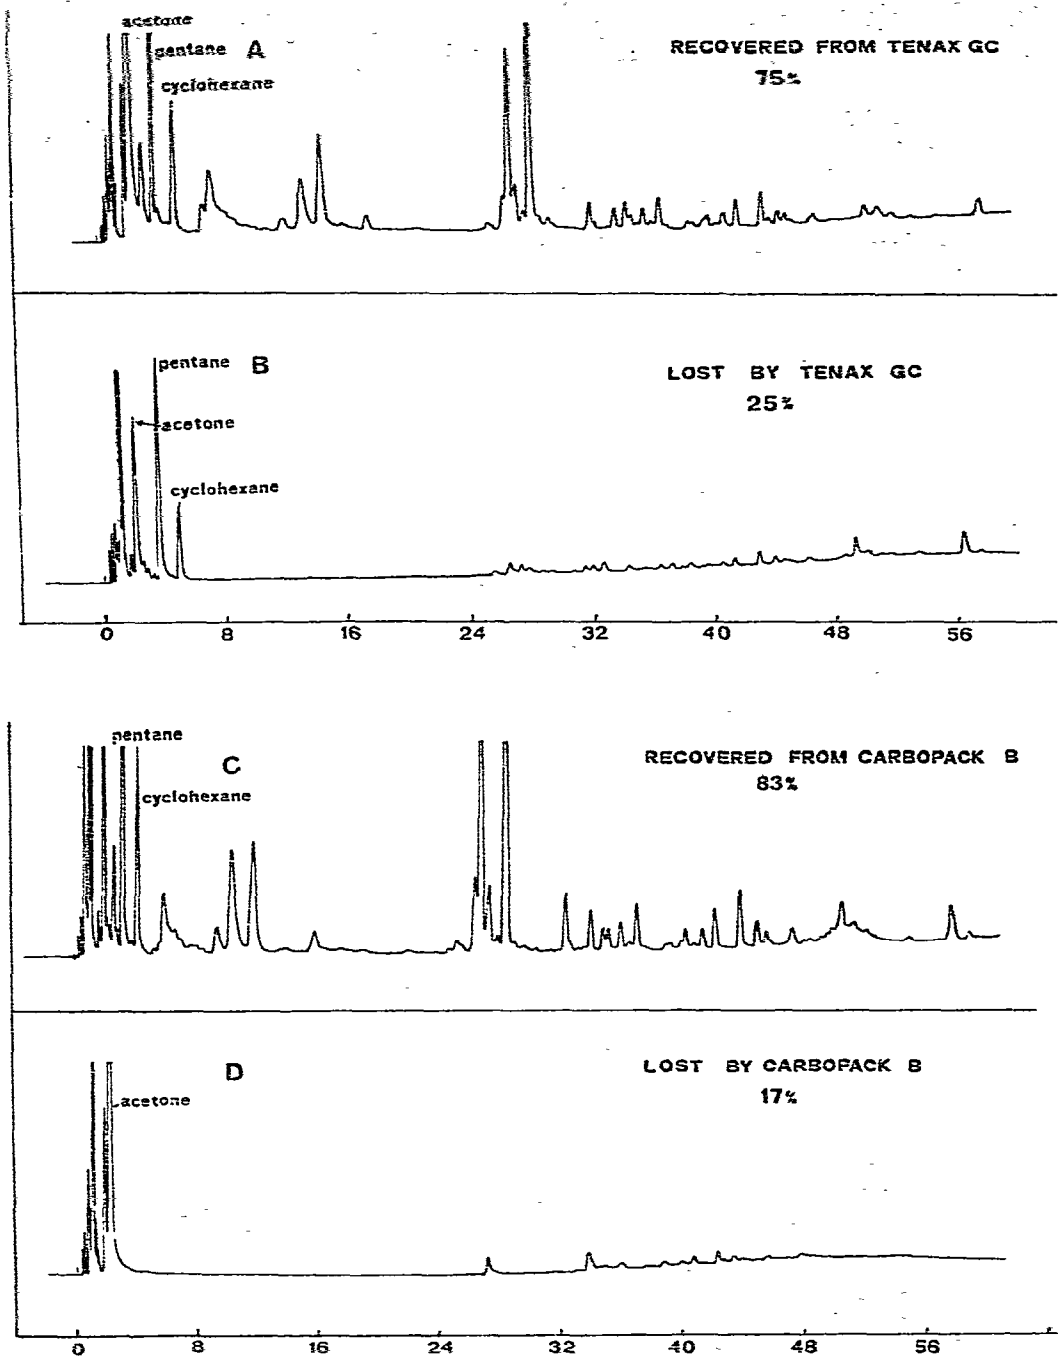 acetone
pentane A
cyclohexane
RECOVERED FROM TENAX GC
75%
pentane B
acetone
cyclohexane
LOST BY TENAX GC
25%
0 8 16 24 32 40 48 56
pentane
C
cyclohexane
RECOVERED FROM CARBOPACK B
83%
D
acetone
LOST BY CARBOPACK B
17%
0 8 16 24 32 40 48 56